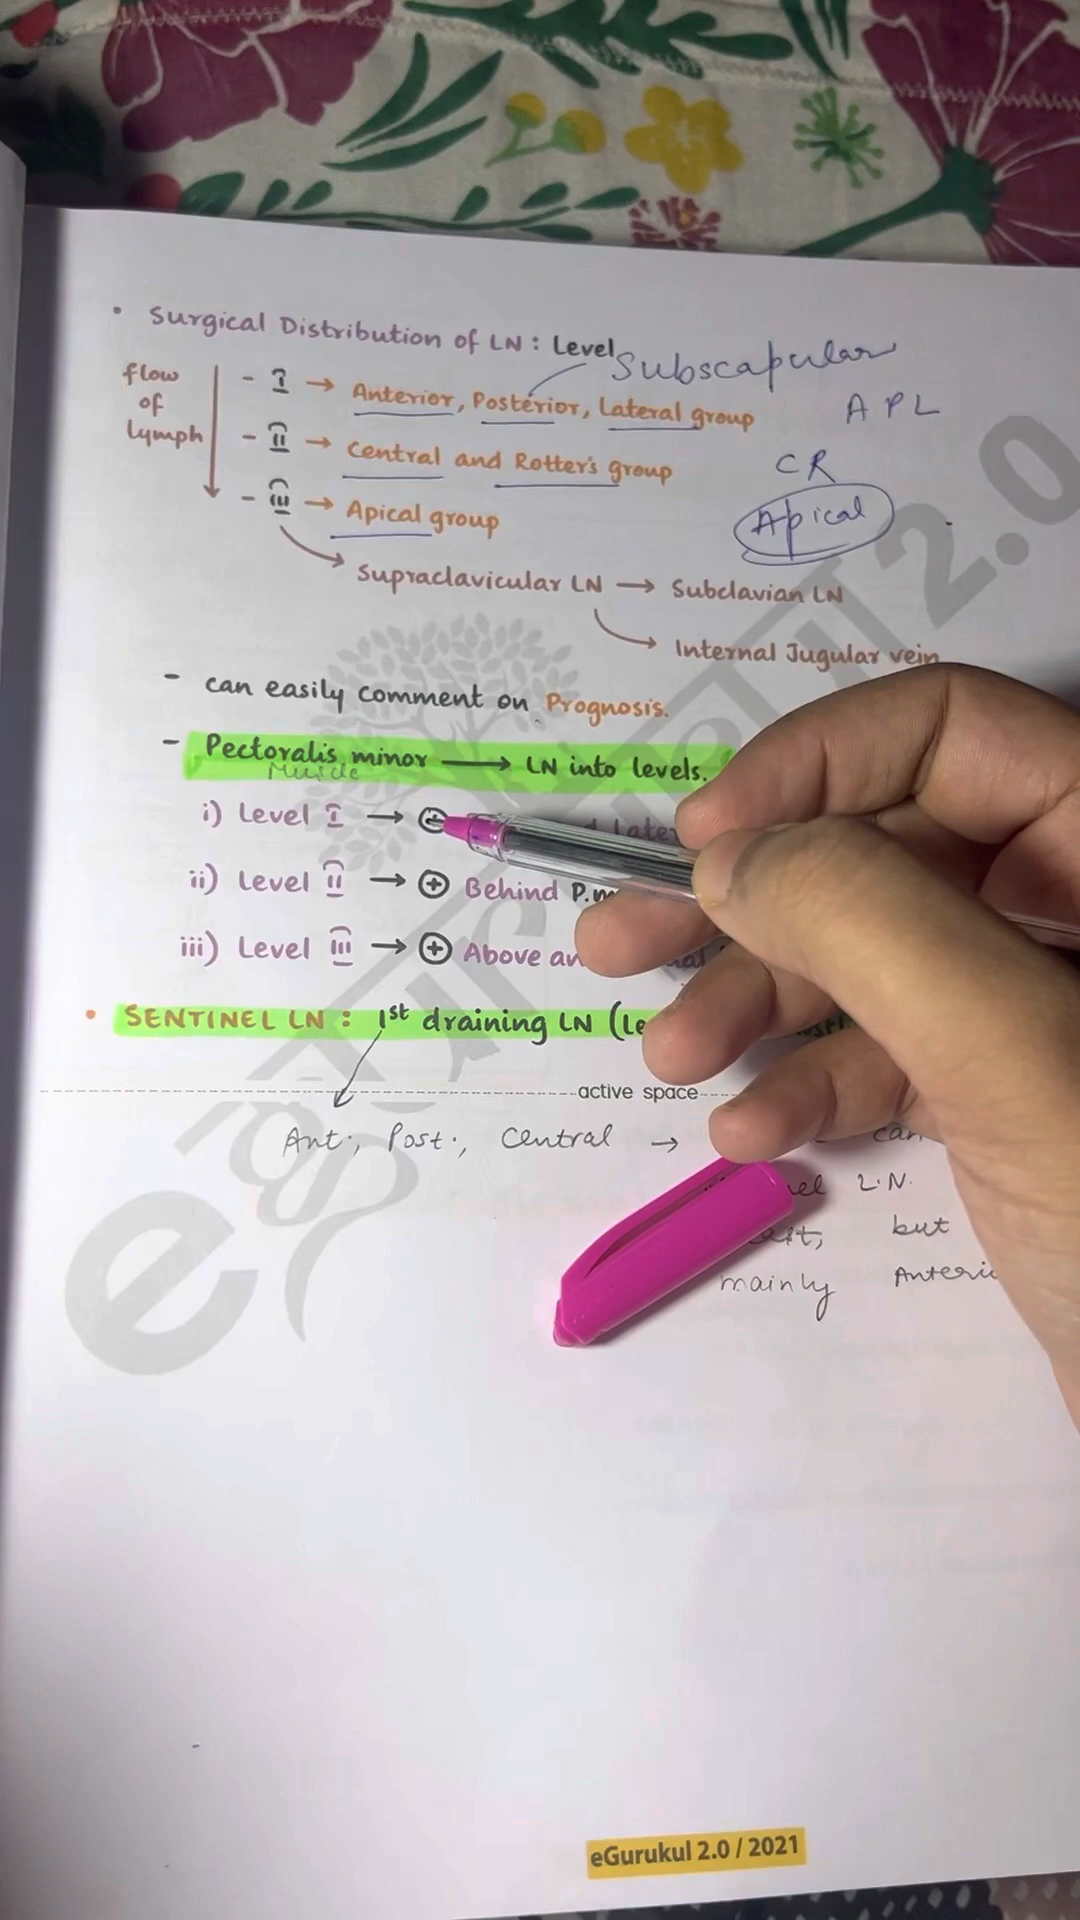 • Surgical Distribution of LN : Level
Subscapular
flow of lymph
- I → Anterior, Posterior, Lateral group
A P L
- II → Central and Rotter's group
C R
- III → Apical group
Apical
Supraclavicular LN → Subclavian LN
→ Internal Jugular vein
- can easily comment on Prognosis.
- Pectoralis minor → LN into levels.
Muscle
i) Level I → ⊕
ii) Level II → ⊕ Behind
iii) Level III → ⊕ Above
• SENTINEL LN : 1st draining LN
active space
Ant., Post., Central →
L.N.
but
mainly
eGurukul 2.0 / 2021